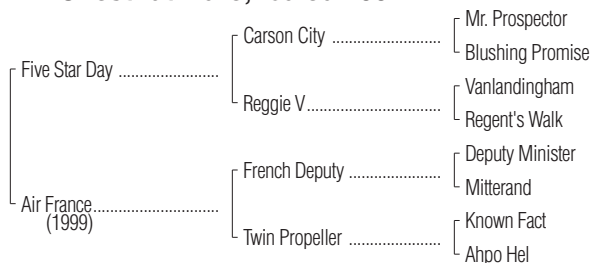 Mr. Prospector
Carson City
Blushing Promise
Five Star Day
Vanlandingham
Reggie V
Regent's Walk
Deputy Minister
French Deputy
Mitterand
Air France
(1999)
Known Fact
Twin Propeller
Ahpo Hel